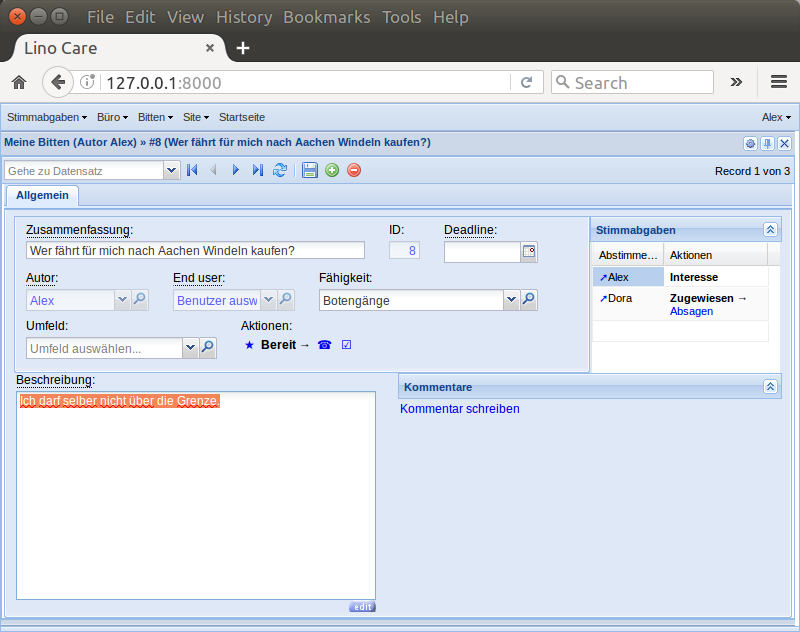 File Edit View History Bookmarks Tools Help
Lino Care
127.0.0.1:8000
Search
Stimmabgaben Büro Bitten Site Startseite Alex
Meine Bitten (Autor Alex) » #8 (Wer fährt für mich nach Aachen Windeln kaufen?)
Gehe zu Datensatz
Record 1 von 3
Allgemein
Zusammenfassung: ID: Deadline:
Wer fährt für mich nach Aachen Windeln kaufen? 8
Autor: End user: Fähigkeit:
Alex Benutzer ausw Botengänge
Umfeld: Aktionen:
Umfeld auswählen... ★ Bereit → ☎ ☑
Stimmabgaben
Abstimme... Aktionen
↗Alex Interesse
↗Dora Zugewiesen →
Absagen
Beschreibung:
Ich darf selber nicht über die Grenze.
edit
Kommentare
Kommentar schreiben